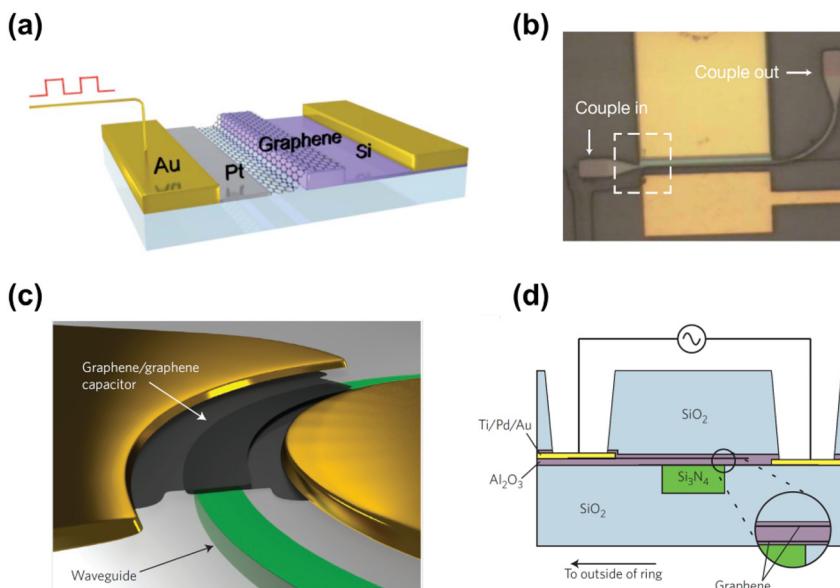 (a)
Au
Pt
Graphene
Si
(b)
Couple out
Couple in
(c)
Graphene/graphene
capacitor
Waveguide
(d)
SiO₂
Ti/Pd/Au
Al₂O₃
Si₃N₄
SiO₂
To outside of ring
Graphene